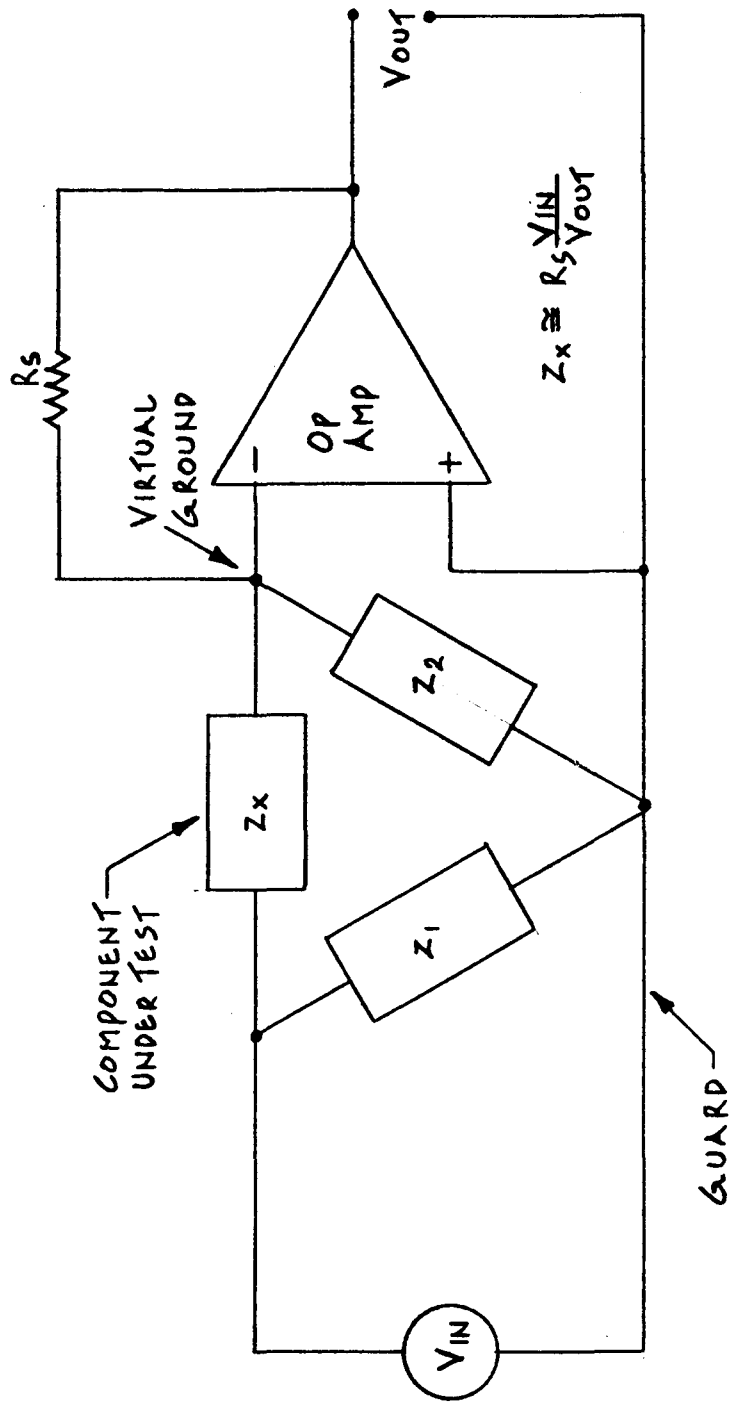 Rs
VIRTUAL
GROUND
COMPONENT
UNDER TEST
Zx
Z1
Z2
−
OP
AMP
+
VOUT
VIN
Zx ≅ Rs VIN/VOUT
GUARD